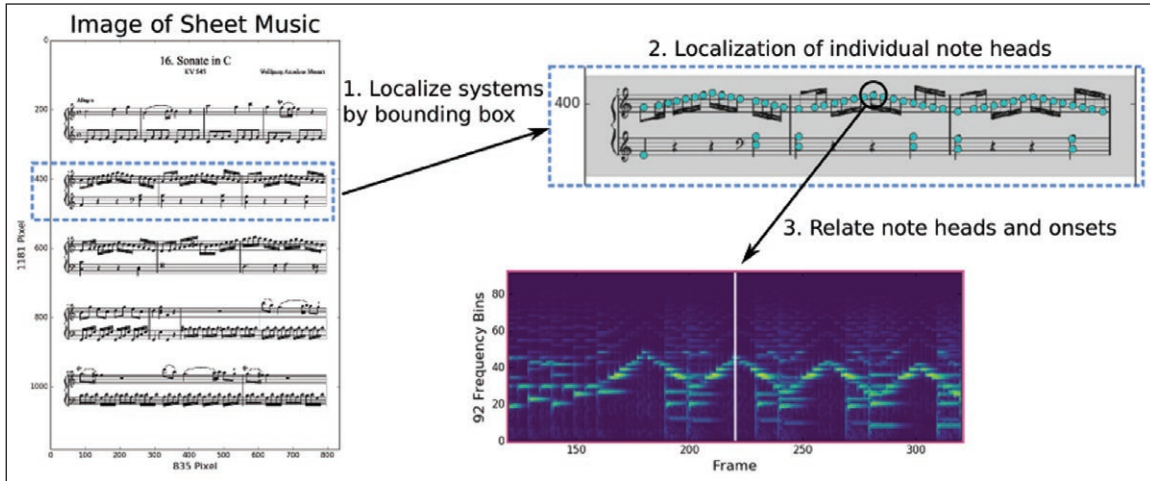 Image of Sheet Music
16. Sonate in C
KV 545
Wolfgang Amadeus Mozart
Allegro
0
200
400
600
800
1000
1181 Pixel
0 100 200 300 400 500 600 700 800
835 Pixel
1. Localize systems
by bounding box
2. Localization of individual note heads
400
3. Relate note heads and onsets
92 Frequency Bins
80
60
40
20
0
150 200 250 300
Frame